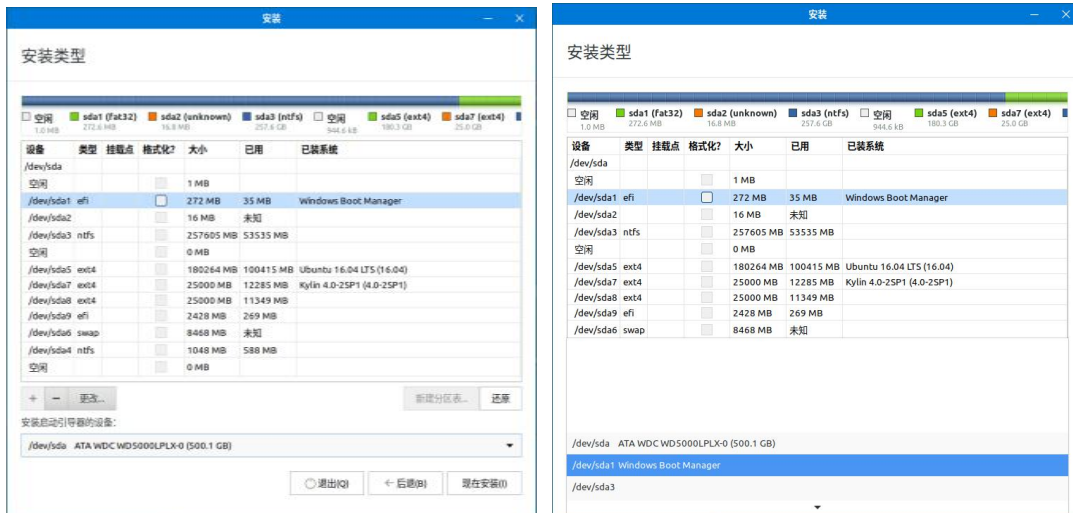 安装
安装类型
空闲 sda1 (fat32) sda2 (unknown) sda3 (ntfs) 空闲 sda5 (ext4) sda7 (ext4)
1.0 MB 272.6 MB 16.8 MB 257.6 GB 944.6 kB 180.3 GB 25.0 GB
设备 类型 挂载点 格式化? 大小 已用 已装系统
/dev/sda
空闲 1 MB
/dev/sda1 efi 272 MB 35 MB Windows Boot Manager
/dev/sda2 16 MB 未知
/dev/sda3 ntfs 257605 MB 53535 MB
空闲 0 MB
/dev/sda5 ext4 180264 MB 100415 MB Ubuntu 16.04 LTS (16.04)
/dev/sda7 ext4 25000 MB 12285 MB Kylin 4.0-2SP1 (4.0-2SP1)
/dev/sda8 ext4 25000 MB 11349 MB
/dev/sda9 efi 2428 MB 269 MB
/dev/sda6 swap 8468 MB 未知
/dev/sda4 ntfs 1048 MB 588 MB
空闲 0 MB
+ − 更改... 新建分区表... 还原
安装启动引导器的设备:
/dev/sda ATA WDC WD5000LPLX-0 (500.1 GB)
退出(Q) 后退(B) 现在安装(I)
安装
安装类型
空闲 sda1 (fat32) sda2 (unknown) sda3 (ntfs) 空闲 sda5 (ext4) sda7 (ext4)
1.0 MB 272.6 MB 16.8 MB 257.6 GB 944.6 kB 180.3 GB 25.0 GB
设备 类型 挂载点 格式化? 大小 已用 已装系统
/dev/sda
空闲 1 MB
/dev/sda1 efi 272 MB 35 MB Windows Boot Manager
/dev/sda2 16 MB 未知
/dev/sda3 ntfs 257605 MB 53535 MB
空闲 0 MB
/dev/sda5 ext4 180264 MB 100415 MB Ubuntu 16.04 LTS (16.04)
/dev/sda7 ext4 25000 MB 12285 MB Kylin 4.0-2SP1 (4.0-2SP1)
/dev/sda8 ext4 25000 MB 11349 MB
/dev/sda9 efi 2428 MB 269 MB
/dev/sda6 swap 8468 MB 未知
/dev/sda ATA WDC WD5000LPLX-0 (500.1 GB)
/dev/sda1 Windows Boot Manager
/dev/sda3